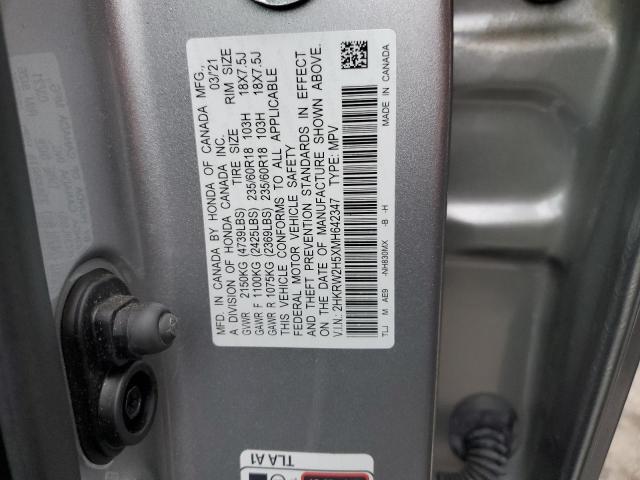 MFD. IN CANADA BY HONDA OF CANADA MFG.,
A DIVISION OF HONDA CANADA INC. 03/21
GVWR 2150KG (4739LBS) TIRE SIZE RIM SIZE
GAWR F 1100KG (2425LBS) 235/60R18 103H 18X7.5J
GAWR R 1075KG (2369LBS) 235/60R18 103H 18X7.5J
THIS VEHICLE CONFORMS TO ALL APPLICABLE
FEDERAL MOTOR VEHICLE SAFETY
AND THEFT PREVENTION STANDARDS IN EFFECT
ON THE DATE OF MANUFACTURE SHOWN ABOVE.
V.I.N.: 2HKRW2H5XMH642347 TYPE: MPV
TLJ M AE9 -NH830MX -B -H MADE IN CANADA
TLA A1